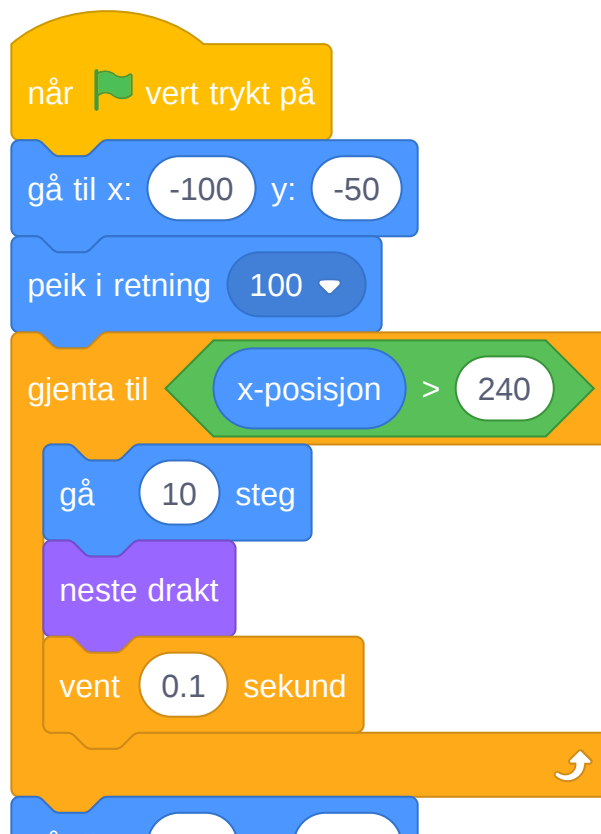 når vert trykt på
gå til x: -100 y: -50
peik i retning 100
gjenta til x-posisjon > 240
gå 10 steg
neste drakt
vent 0.1 sekund